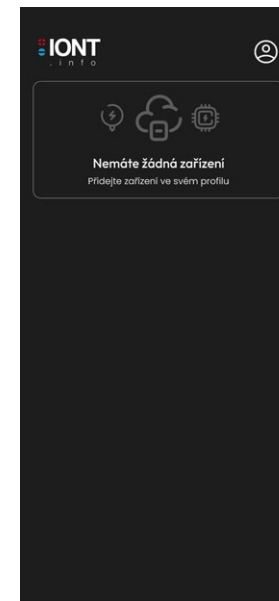 IONT
.info
Nemáte žádná zařízení
Přidejte zařízení ve svém profilu